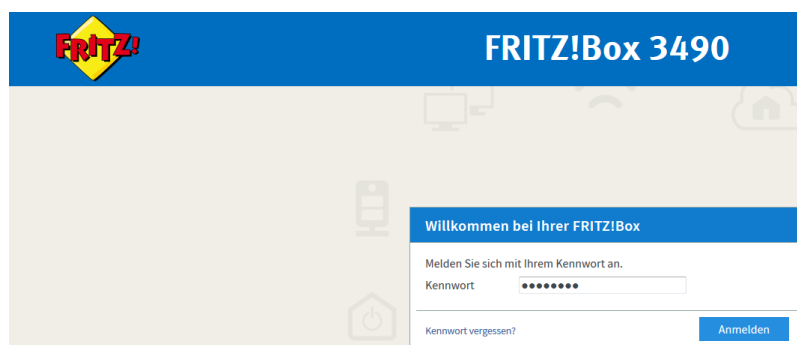 FRITZ!
FRITZ!Box 3490
Willkommen bei Ihrer FRITZ!Box
Melden Sie sich mit Ihrem Kennwort an.
Kennwort ••••••••
Kennwort vergessen?
Anmelden